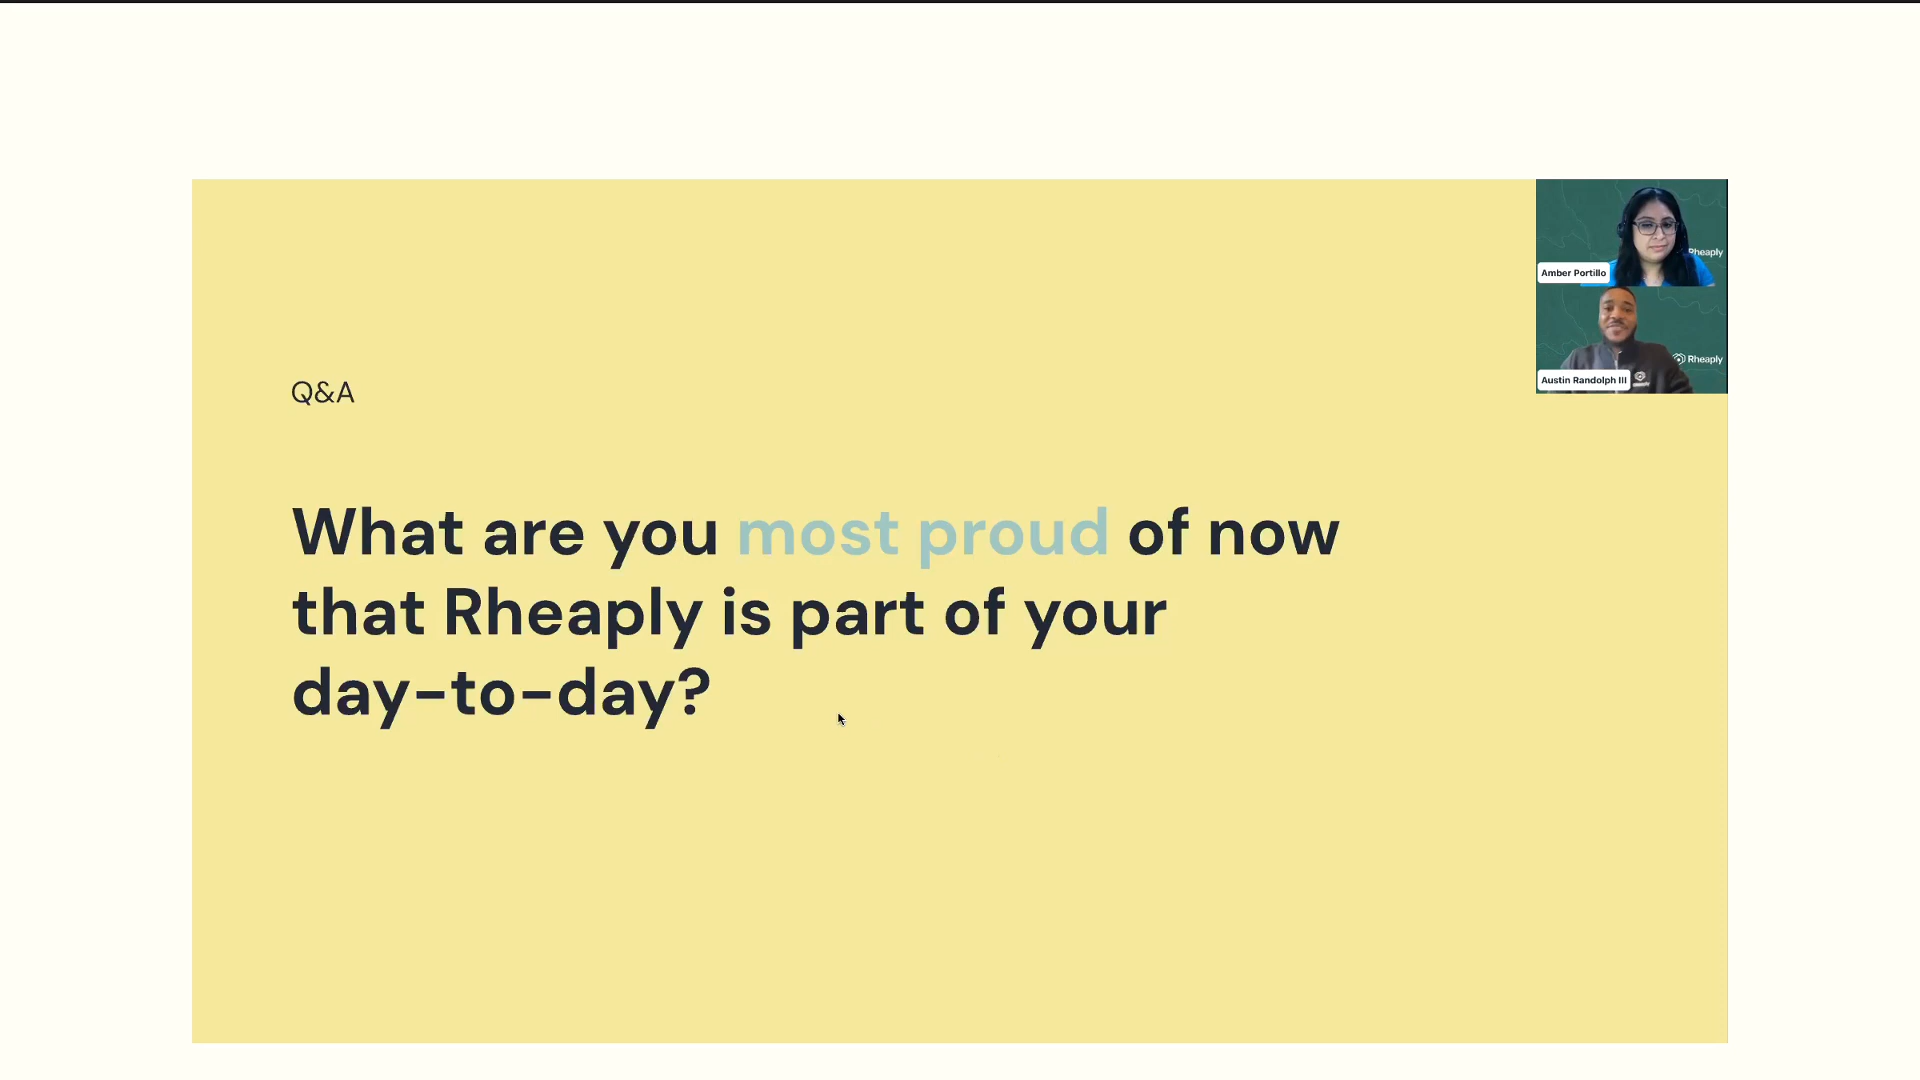 Rheaply
Amber Portillo
Rheaply
Austin Randolph III
Q&A
What are you most proud of now
that Rheaply is part of your
day-to-day?